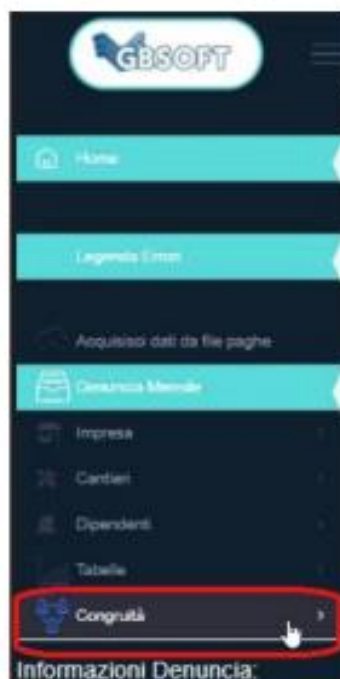 GBSOFT
Home
Legenda Errori
Acquisisci dati da file paghe
Denuncia Mensile
Impresa
Cantieri
Dipendenti
Tabelle
Congruità
Informazioni Denuncia: